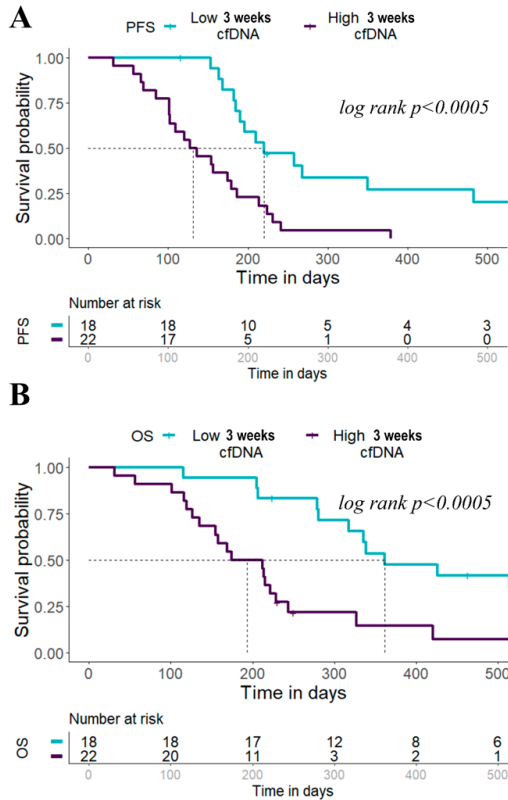 A
PFS Low 3 weeks cfDNA High 3 weeks cfDNA
1.00
0.75
0.50
0.25
0.00
Survival probability
log rank p<0.0005
0 100 200 300 400 500
Time in days
Number at risk
PFS
18 18 10 5 4 3
22 17 5 1 0 0
0 100 200 300 400 500
Time in days
B
OS Low 3 weeks cfDNA High 3 weeks cfDNA
1.00
0.75
0.50
0.25
0.00
Survival probability
log rank p<0.0005
0 100 200 300 400 500
Time in days
Number at risk
OS
18 18 17 12 8 6
22 20 11 3 2 1
0 100 200 300 400 500
Time in days